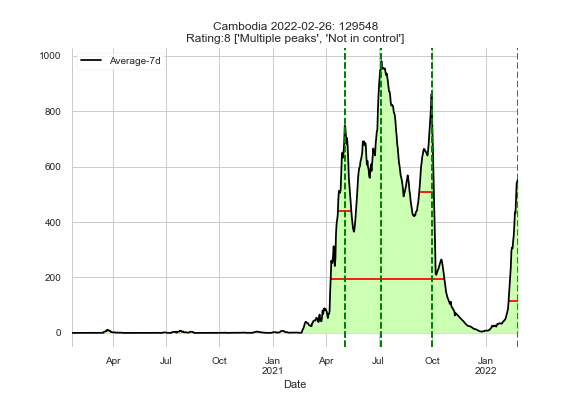 Cambodia 2022-02-26: 129548
Rating:8 ['Multiple peaks', 'Not in control']
Average-7d
1000
800
600
400
200
0
Apr Jul Oct Jan Apr Jul Oct Jan
2021 2022
Date